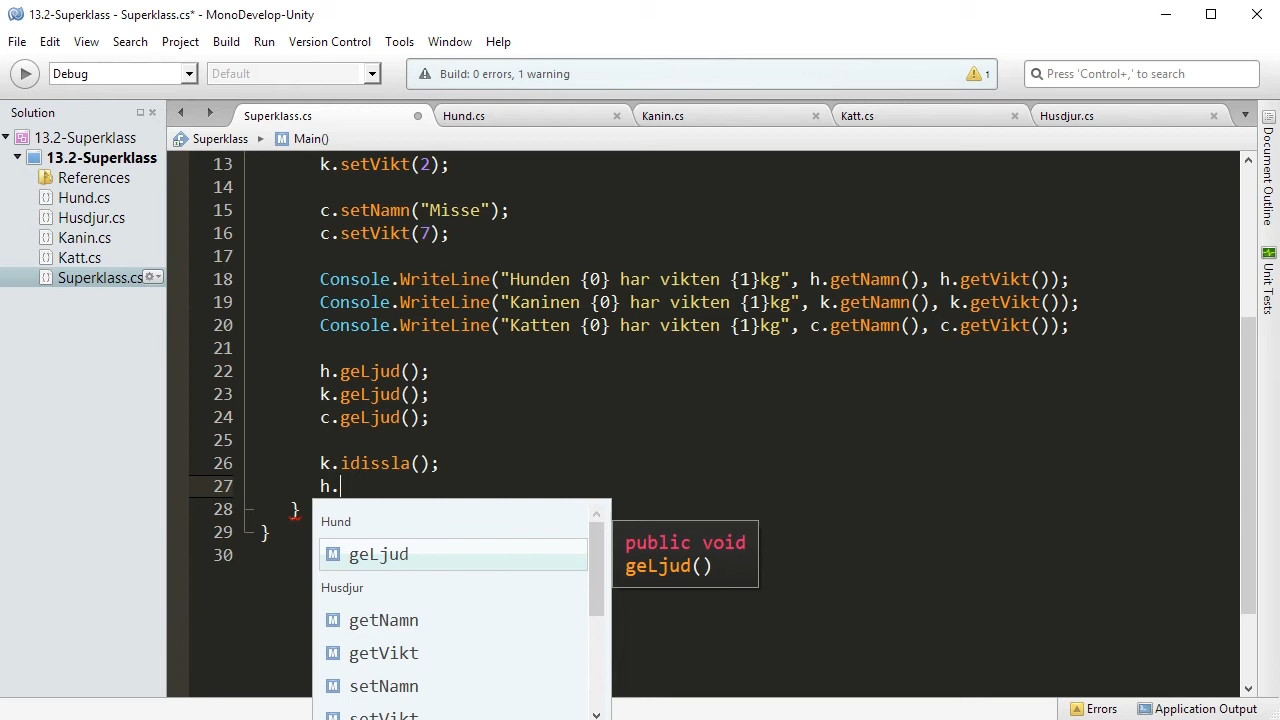 13.2-Superklass - Superklass.cs* - MonoDevelop-Unity
File Edit View Search Project Build Run Version Control Tools Window Help
Debug Default Build: 0 errors, 1 warning 1 Press 'Control+,' to search
Solution
13.2-Superklass
13.2-Superklass
References
Hund.cs
Husdjur.cs
Kanin.cs
Katt.cs
Superklass.cs
Superklass.cs Hund.cs Kanin.cs Katt.cs Husdjur.cs
Superklass Main()
13 k.setVikt(2);
14
15 c.setNamn("Misse");
16 c.setVikt(7);
17
18 Console.WriteLine("Hunden {0} har vikten {1}kg", h.getNamn(), h.getVikt());
19 Console.WriteLine("Kaninen {0} har vikten {1}kg", k.getNamn(), k.getVikt());
20 Console.WriteLine("Katten {0} har vikten {1}kg", c.getNamn(), c.getVikt());
21
22 h.geLjud();
23 k.geLjud();
24 c.geLjud();
25
26 k.idissla();
27 h.
28 }
29 }
30
Hund
geLjud
Husdjur
getNamn
getVikt
setNamn
setVikt
public void
geLjud()
Document Outline
Unit Tests
Errors Application Output